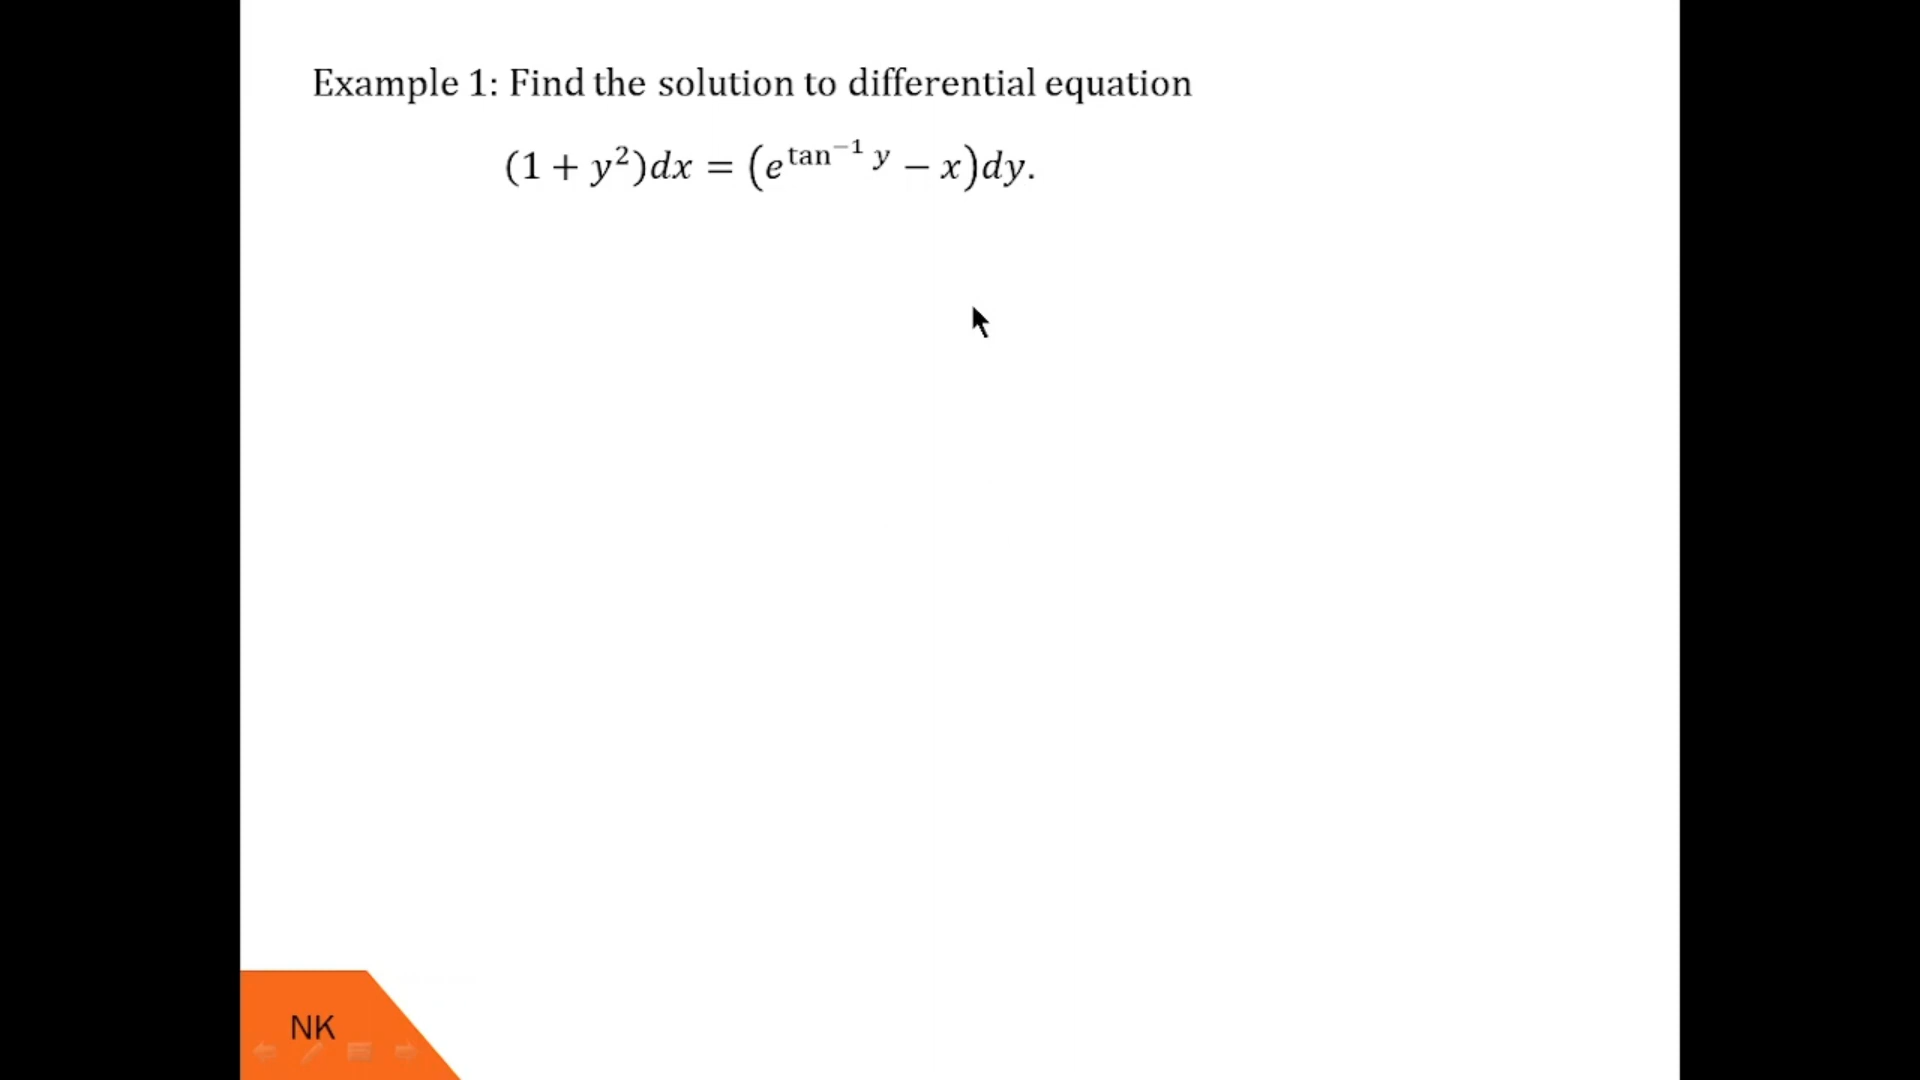 Example 1: Find the solution to differential equation
(1 + y²)dx = (e^{tan⁻¹ y} − x)dy.
NK